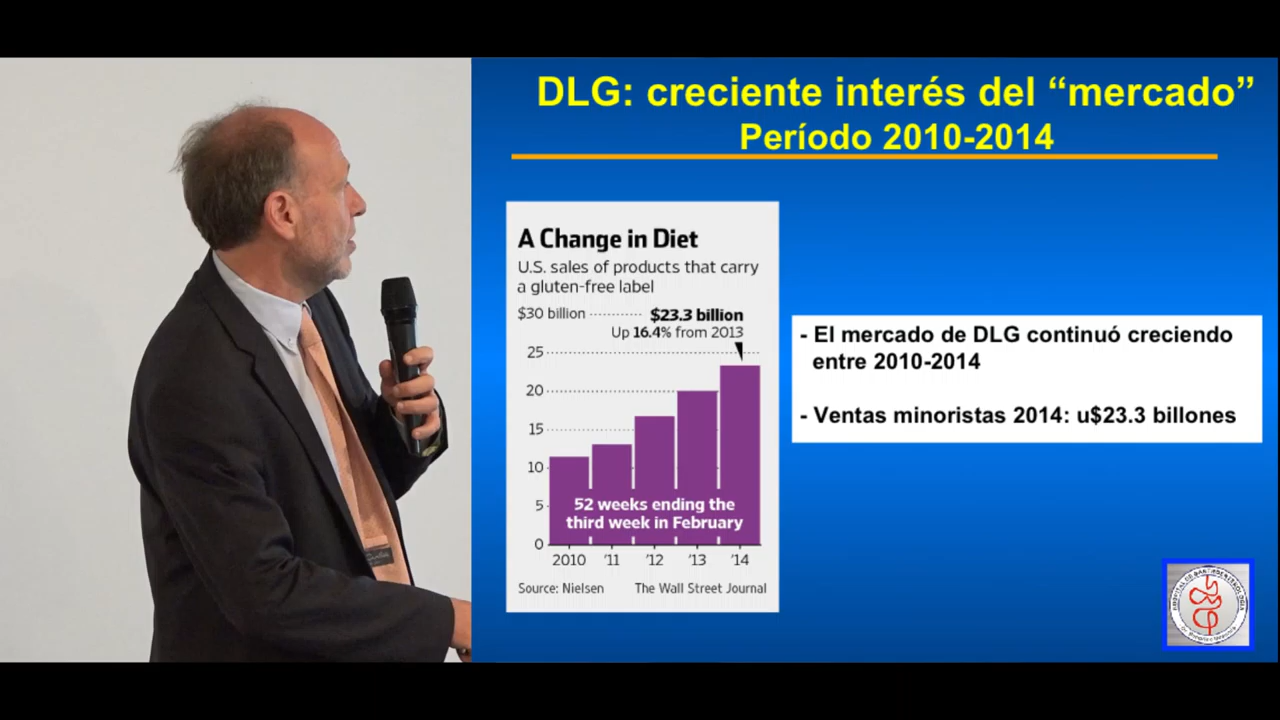 DLG: creciente interés del “mercado”
Período 2010-2014
A Change in Diet
U.S. sales of products that carry
a gluten-free label
$30 billion
$23.3 billion
Up 16.4% from 2013
25
20
15
10
5
0
52 weeks ending the
third week in February
2010 ’11 ’12 ’13 ’14
Source: Nielsen The Wall Street Journal
- El mercado de DLG continuó creciendo
entre 2010-2014
- Ventas minoristas 2014: u$23.3 billones